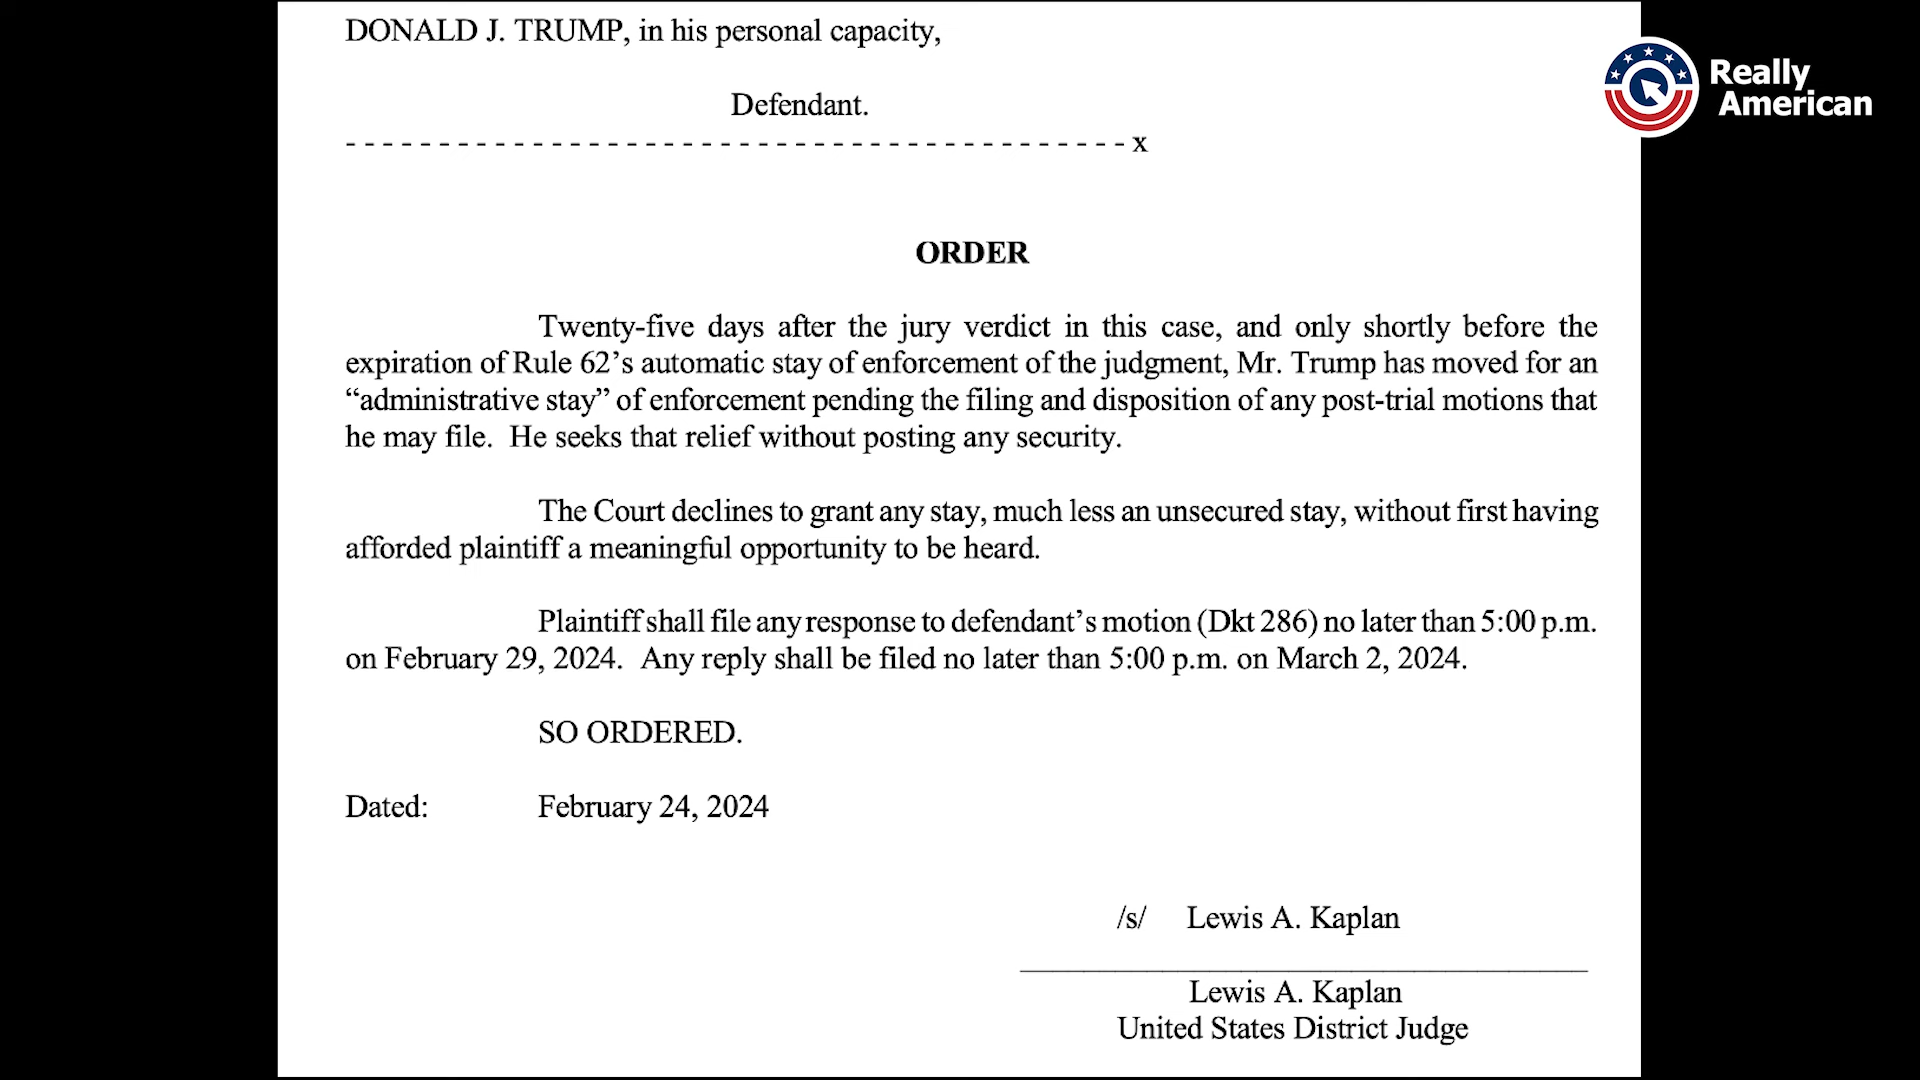 DONALD J. TRUMP, in his personal capacity,
Really
American
Defendant.
- - - - - - - - - - - - - - - - - - - - - - - - - - - - - - - - - - x
ORDER
Twenty-five days after the jury verdict in this case, and only shortly before the
expiration of Rule 62’s automatic stay of enforcement of the judgment, Mr. Trump has moved for an
“administrative stay” of enforcement pending the filing and disposition of any post-trial motions that
he may file. He seeks that relief without posting any security.
The Court declines to grant any stay, much less an unsecured stay, without first having
afforded plaintiff a meaningful opportunity to be heard.
Plaintiff shall file any response to defendant’s motion (Dkt 286) no later than 5:00 p.m.
on February 29, 2024. Any reply shall be filed no later than 5:00 p.m. on March 2, 2024.
SO ORDERED.
Dated: February 24, 2024
/s/ Lewis A. Kaplan
Lewis A. Kaplan
United States District Judge